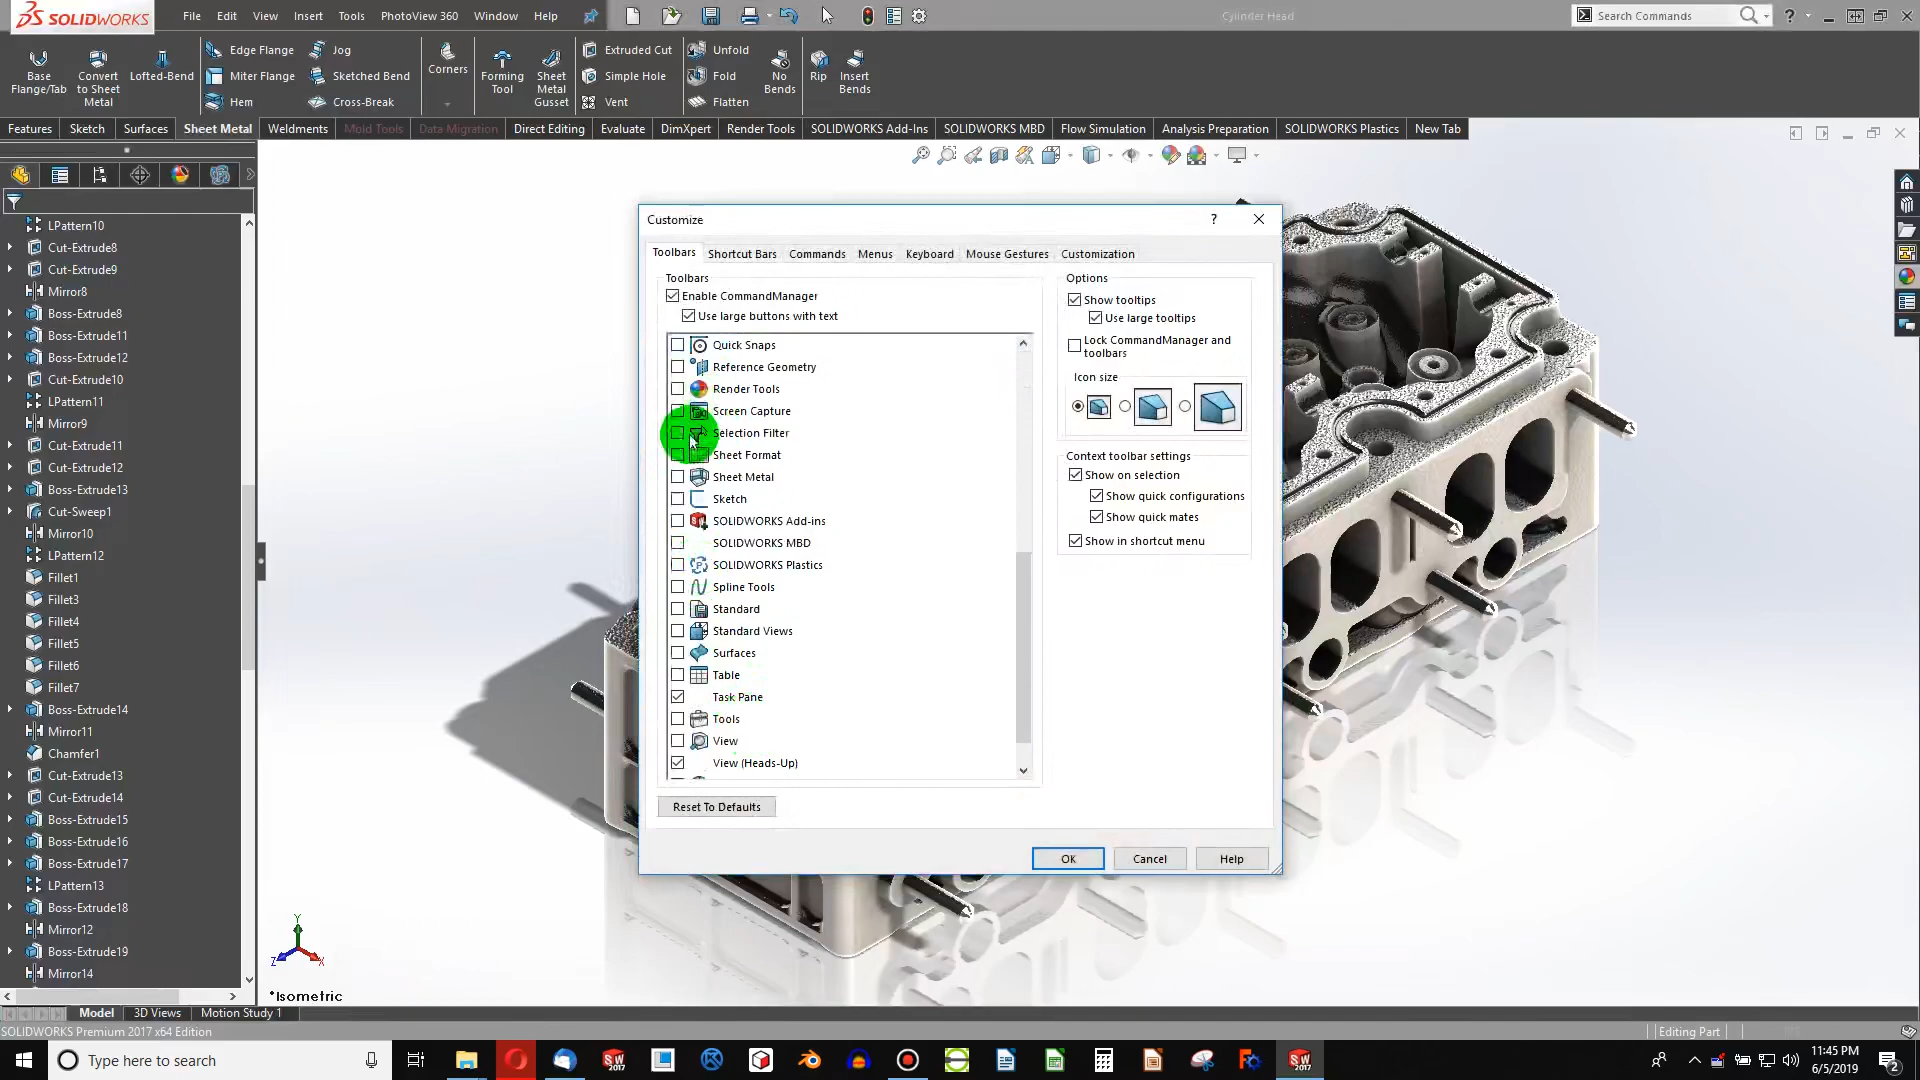 SOLIDWORKS
File Edit View Insert Tools PhotoView 360 Window Help
Cylinder Head
Search Commands
Base Flange/Tab
Convert to Sheet Metal
Lofted-Bend
Edge Flange
Miter Flange
Hem
Jog
Sketched Bend
Cross-Break
Corners
Forming Tool
Sheet Metal Gusset
Extruded Cut
Simple Hole
Vent
Unfold
Fold
Flatten
No Bends
Rip
Insert Bends
Features Sketch Surfaces Sheet Metal Weldments Mold Tools Data Migration Direct Editing Evaluate DimXpert Render Tools SOLIDWORKS Add-Ins SOLIDWORKS MBD Flow Simulation Analysis Preparation SOLIDWORKS Plastics New Tab
LPattern10
Cut-Extrude8
Cut-Extrude9
Mirror8
Boss-Extrude8
Boss-Extrude11
Boss-Extrude12
Cut-Extrude10
LPattern11
Mirror9
Cut-Extrude11
Cut-Extrude12
Boss-Extrude13
Cut-Sweep1
Mirror10
LPattern12
Fillet1
Fillet3
Fillet4
Fillet5
Fillet6
Fillet7
Boss-Extrude14
Mirror11
Chamfer1
Cut-Extrude13
Cut-Extrude14
Boss-Extrude15
Boss-Extrude16
Boss-Extrude17
LPattern13
Boss-Extrude18
Mirror12
Boss-Extrude19
Mirror14
Customize
Toolbars Shortcut Bars Commands Menus Keyboard Mouse Gestures Customization
Toolbars
Enable CommandManager
Use large buttons with text
Quick Snaps
Reference Geometry
Render Tools
Screen Capture
Selection Filter
Sheet Format
Sheet Metal
Sketch
SOLIDWORKS Add-ins
SOLIDWORKS MBD
SOLIDWORKS Plastics
Spline Tools
Standard
Standard Views
Surfaces
Table
Task Pane
Tools
View
View (Heads-Up)
Reset To Defaults
Options
Show tooltips
Use large tooltips
Lock CommandManager and
toolbars
Icon size
Context toolbar settings
Show on selection
Show quick configurations
Show quick mates
Show in shortcut menu
OK Cancel Help
Y
Z X
*Isometric
Model 3D Views Motion Study 1
SOLIDWORKS Premium 2017 x64 Edition
Editing Part
Type here to search
SW
2017
SW
2017
11:45 PM
6/5/2019
2